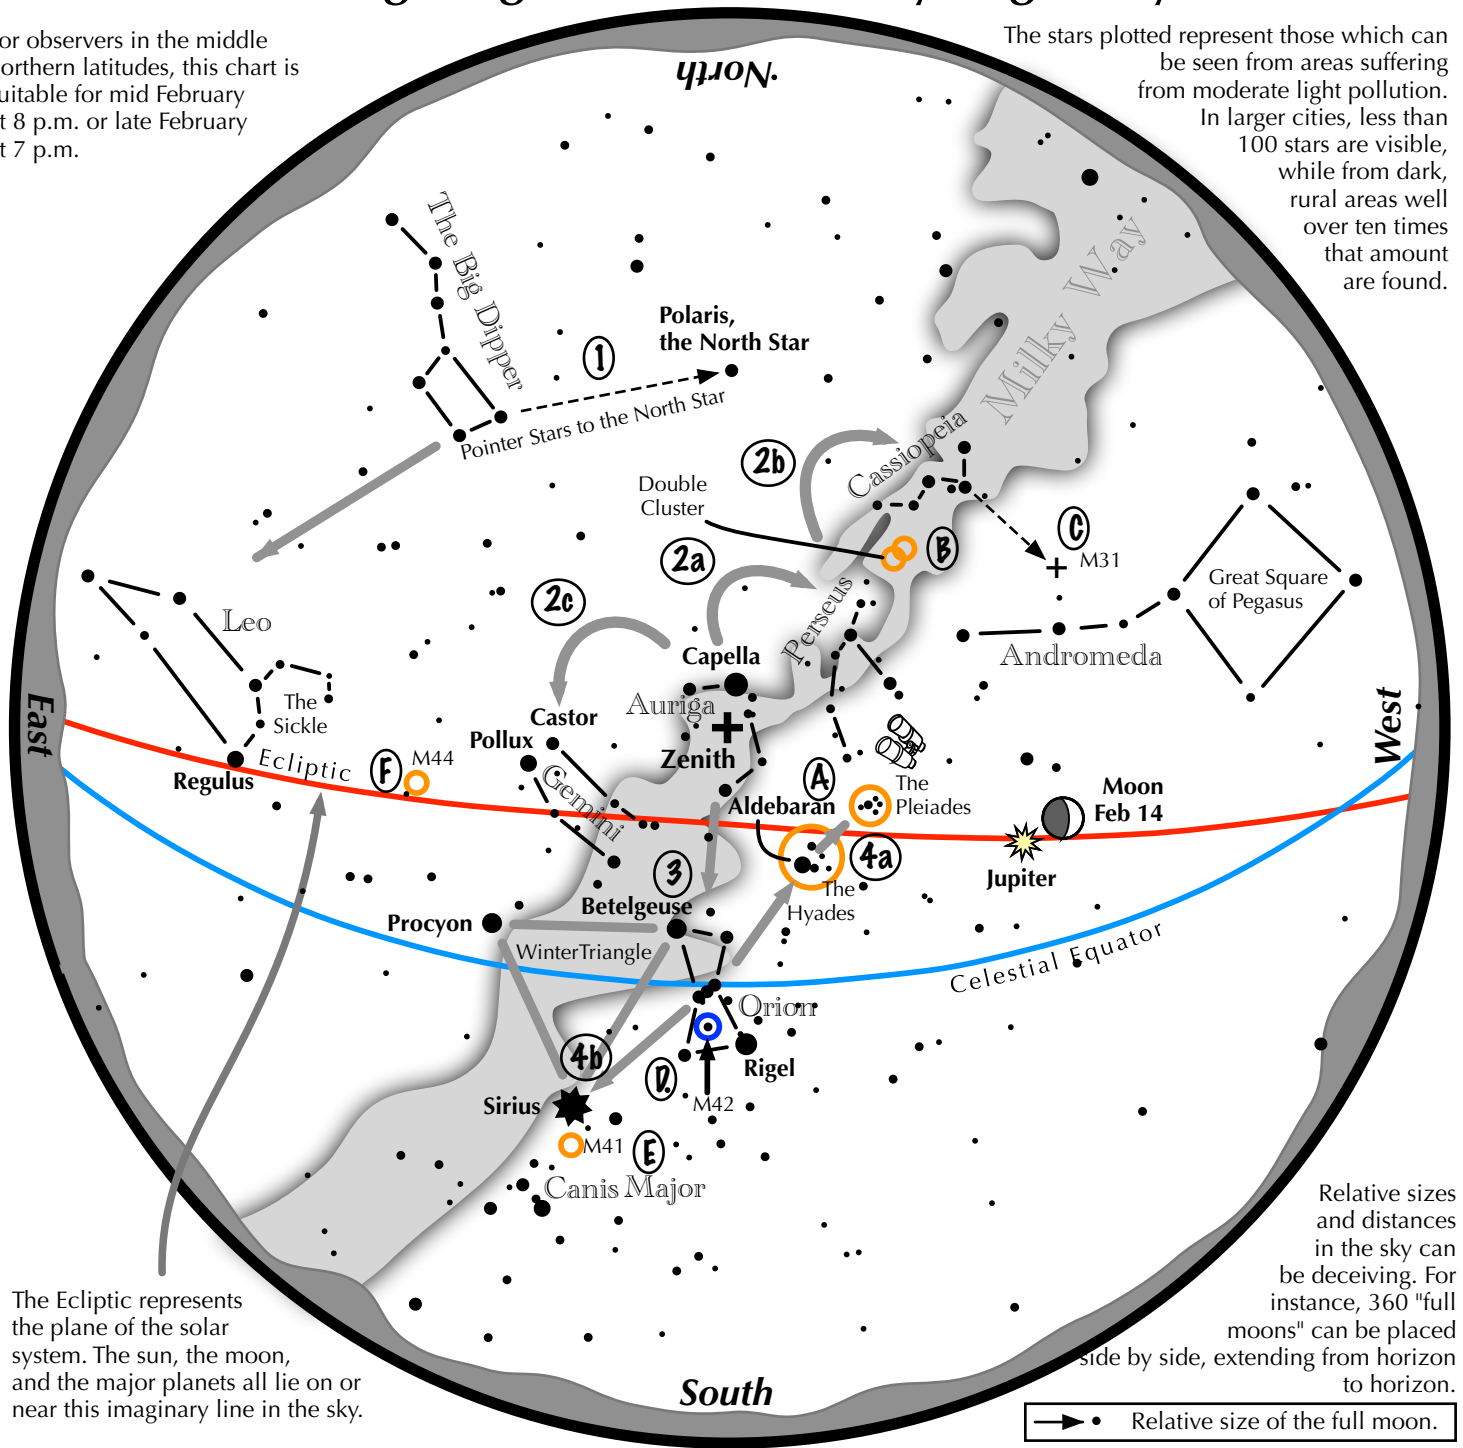 or observers in the middle
orthern latitudes, this chart is
uitable for mid February
t 8 p.m. or late February
t 7 p.m.
The stars plotted represent those which can
be seen from areas suffering
from moderate light pollution.
In larger cities, less than
100 stars are visible,
while from dark,
rural areas well
over ten times
that amount
are found.
North
The Big Dipper
Milky Way
Polaris,
the North Star
1
Pointer Stars to the North Star
2b
Cassiopeia
Double
Cluster
B
C
M31
2a
2c
Great Square
of Pegasus
Perseus
Leo
Andromeda
Capella
Auriga
The
Sickle
East
West
Castor
Pollux
Zenith
Gemini
Regulus
Ecliptic
F
M44
A
The
Pleiades
Aldebaran
Moon
Feb 14
4a
Jupiter
3
The
Hyades
Betelgeuse
Procyon
Winter Triangle
Celestial Equator
Orion
4b
D.
Rigel
Sirius
M42
M41
E
Canis Major
The Ecliptic represents
the plane of the solar
system. The sun, the moon,
and the major planets all lie on or
near this imaginary line in the sky.
South
Relative sizes
and distances
in the sky can
be deceiving. For
instance, 360 "full
moons" can be placed
side by side, extending from horizon
to horizon.
Relative size of the full moon.